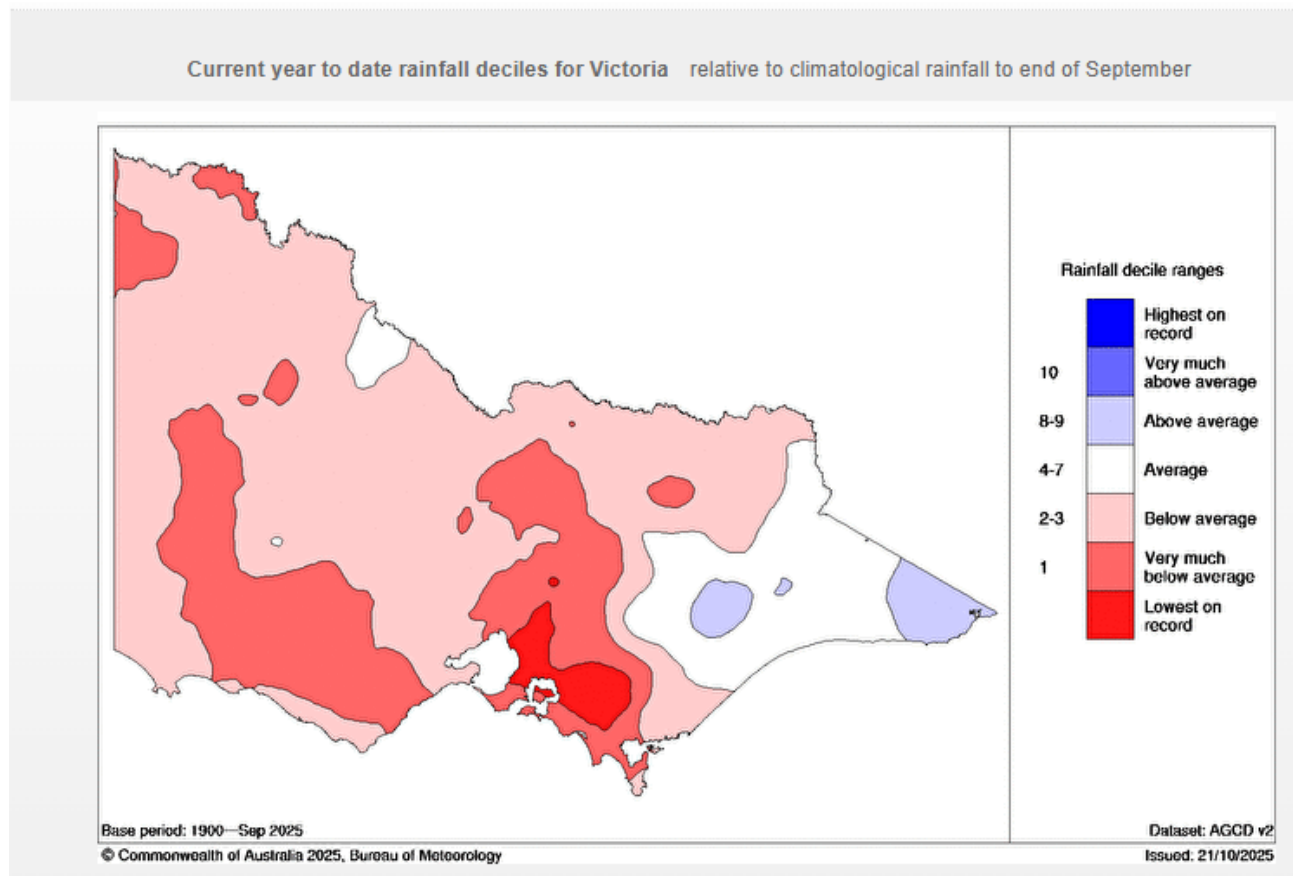 Current year to date rainfall deciles for Victoria relative to climatological rainfall to end of September
Rainfall decile ranges
Highest on
record
10
Very much
above average
8-9
Above average
4-7
Average
2-3
Below average
1
Very much
below average
Lowest on
record
Base period: 1900—Sep 2025
Dataset: AGCD v2
© Commonwealth of Australia 2025, Bureau of Meteorology
Issued: 21/10/2025